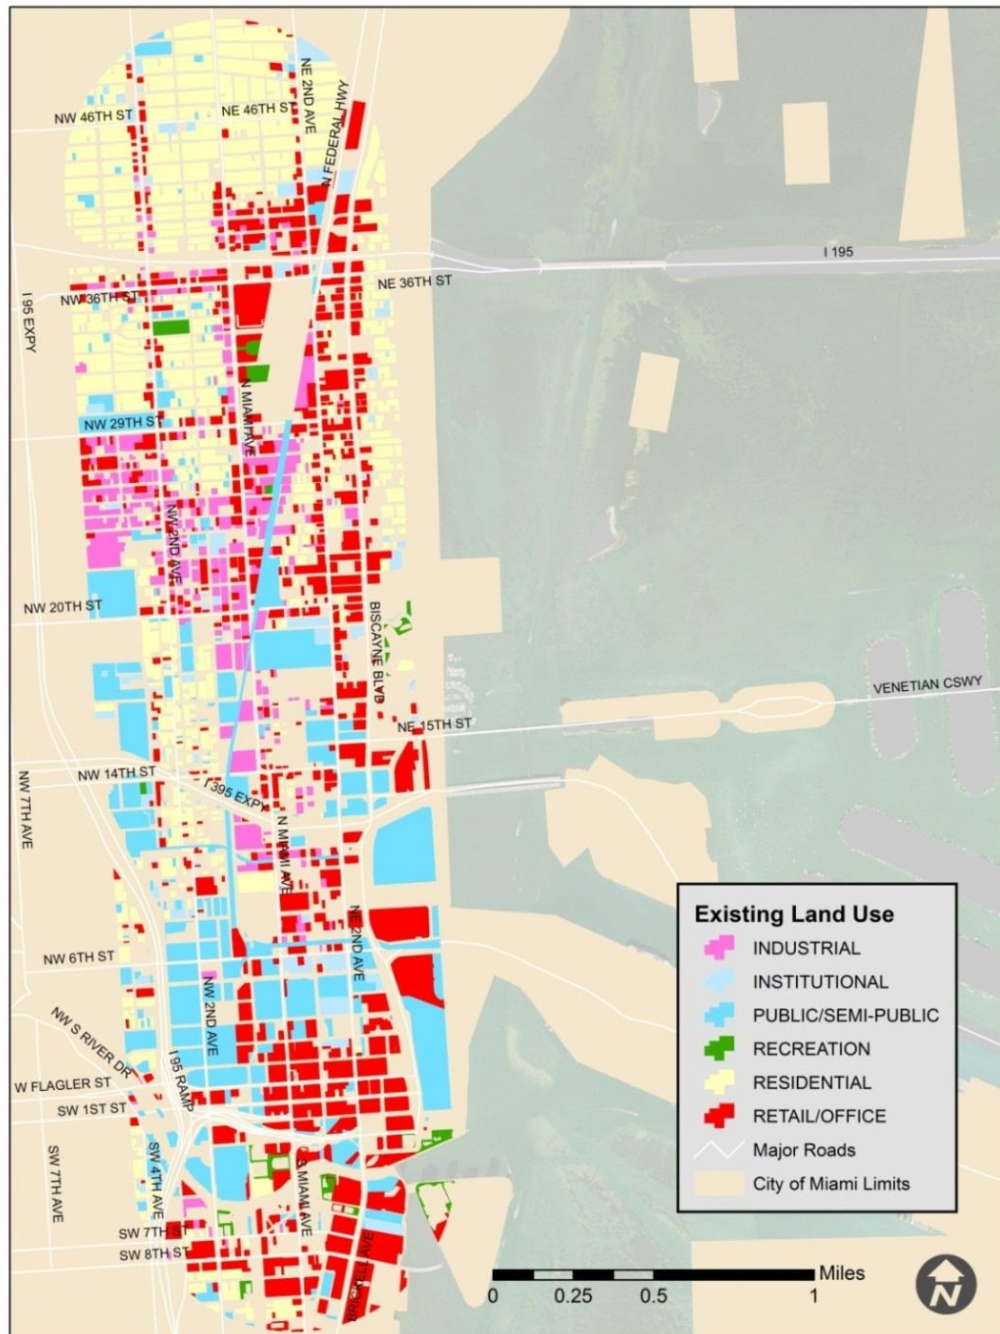 NE 2ND AVE
N FEDERAL HWY
NW 46TH ST
NE 46TH ST
I 195
NE 36TH ST
NW 36TH ST
I 95 EXPY
N MIAMI AVE
NW 29TH ST
NW 2ND AVE
NW 20TH ST
BISCAYNE BLVD
VENETIAN CSWY
NE 15TH ST
NW 14TH ST
I 395 EXPY
NW 7TH AVE
N MIAMI AVE
NE 2ND AVE
NW 6TH ST
NW 2ND AVE
NW S RIVER DR
I 95 RAMP
W FLAGLER ST
SW 1ST ST
SW 7TH AVE
SW 4TH AVE
S MIAMI AVE
SW 7TH ST
SW 8TH ST
BRICKELL AVE
Existing Land Use
INDUSTRIAL
INSTITUTIONAL
PUBLIC/SEMI-PUBLIC
RECREATION
RESIDENTIAL
RETAIL/OFFICE
Major Roads
City of Miami Limits
Miles
0 0.25 0.5 1
N